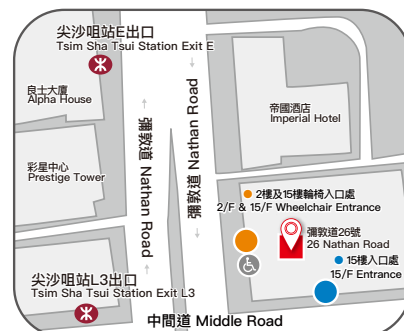 尖沙咀站E出口
Tsim Sha Tsui Station Exit E
良士大廈
Alpha House
帝國酒店
Imperial Hotel
彌敦道 Nathan Road
彌敦道 Nathan Road
彩星中心
Prestige Tower
2樓及15樓輪椅入口處
2/F & 15/F Wheelchair Entrance
彌敦道26號
26 Nathan Road
15樓入口處
15/F Entrance
尖沙咀站L3出口
Tsim Sha Tsui Station Exit L3
中間道 Middle Road